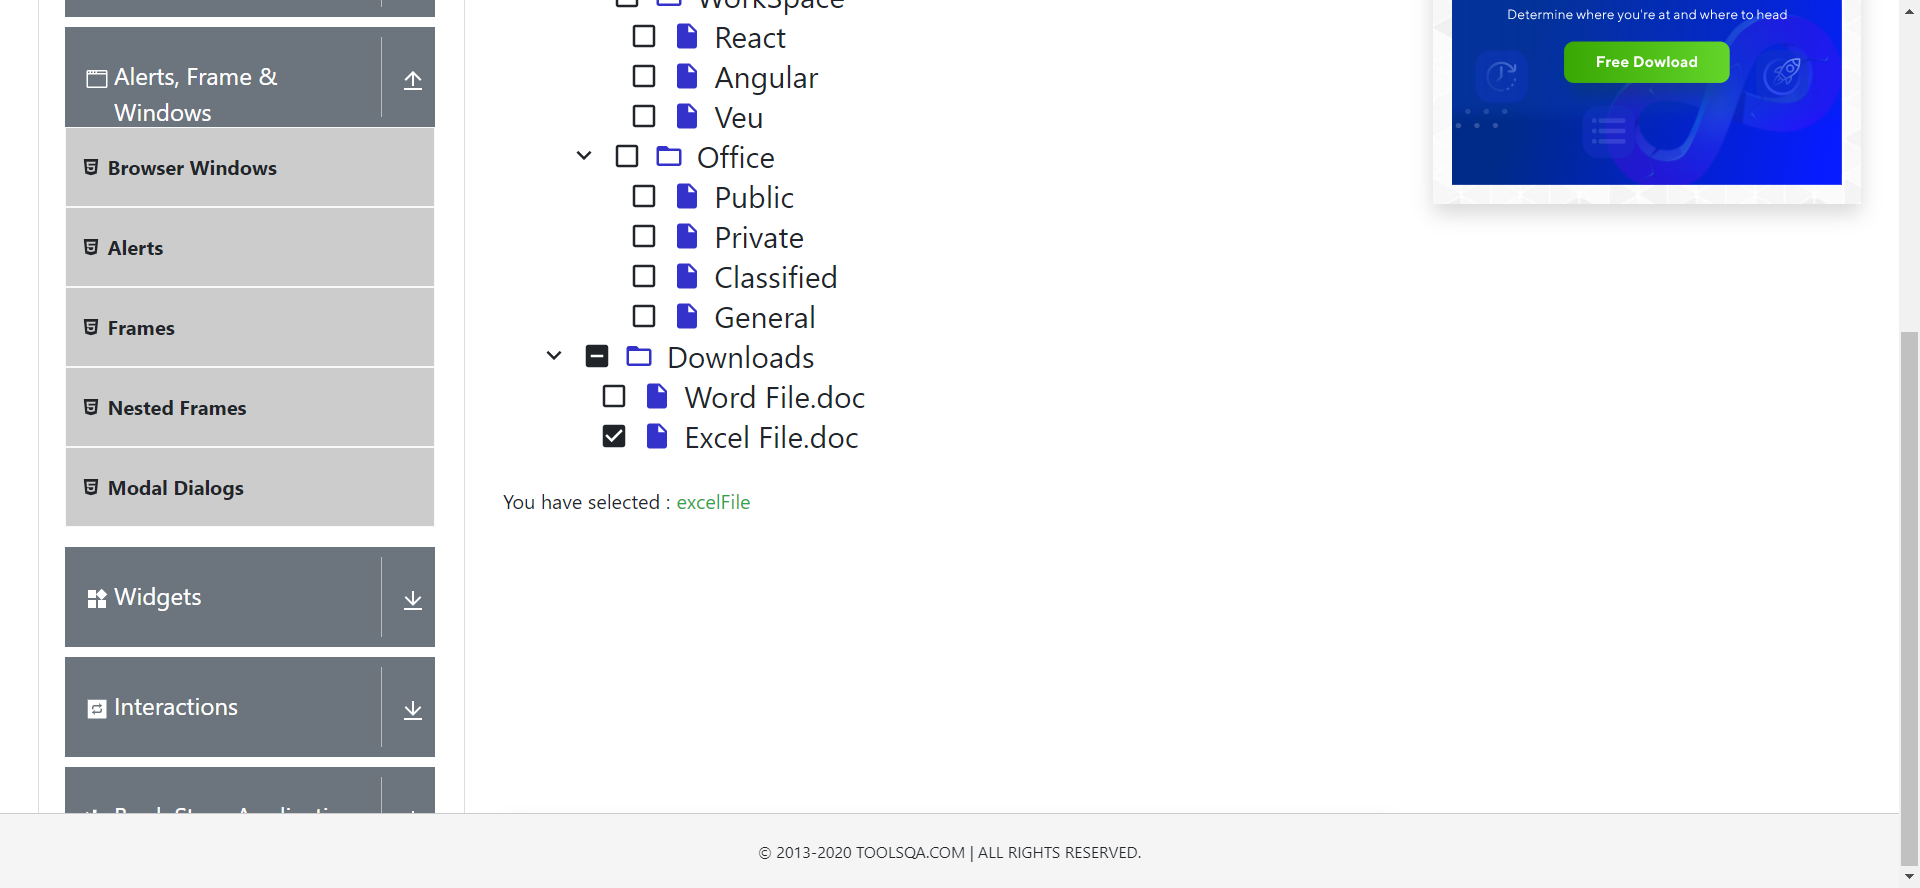 Alerts, Frame &
Windows
Browser Windows
Alerts
Frames
Nested Frames
Modal Dialogs
Widgets
Interactions
WorkSpace
React
Angular
Veu
Office
Public
Private
Classified
General
Downloads
Word File.doc
Excel File.doc
You have selected : excelFile
Determine where you're at and where to head
Free Dowload
© 2013-2020 TOOLSQA.COM | ALL RIGHTS RESERVED.